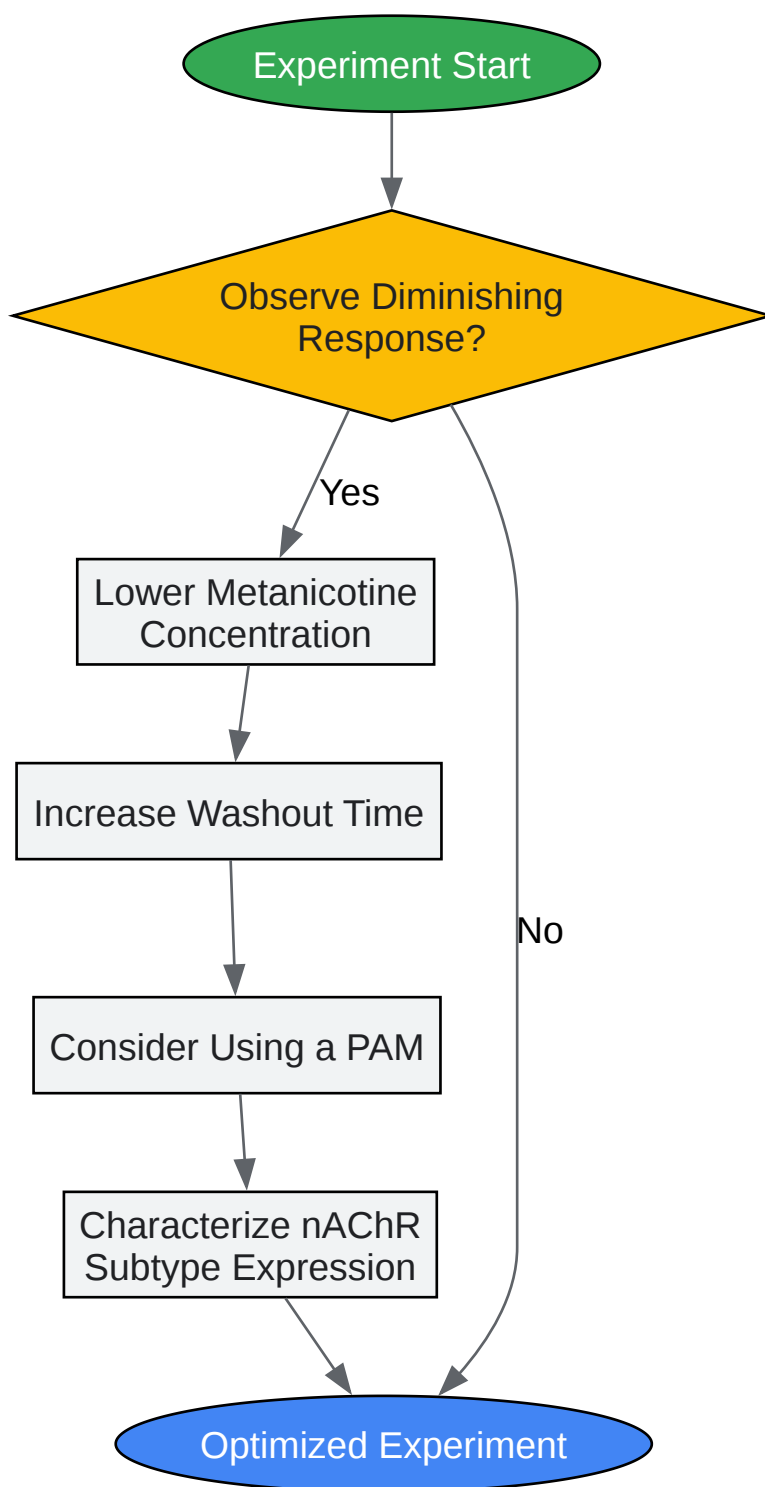 Experiment Start
Observe Diminishing
Response?
Yes
Lower Metanicotine
Concentration
Increase Washout Time
No
Consider Using a PAM
Characterize nAChR
Subtype Expression
Optimized Experiment